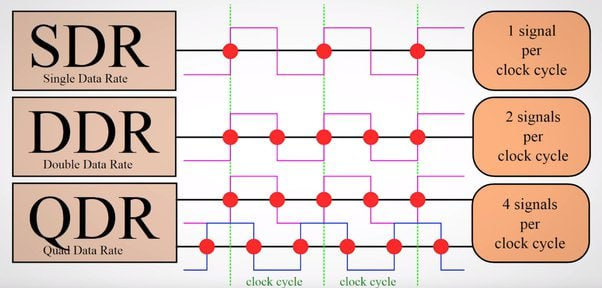 SDR
Single Data Rate
1 signal
per
clock cycle
DDR
Double Data Rate
2 signals
per
clock cycle
QDR
Quad Data Rate
4 signals
per
clock cycle
clock cycle
clock cycle